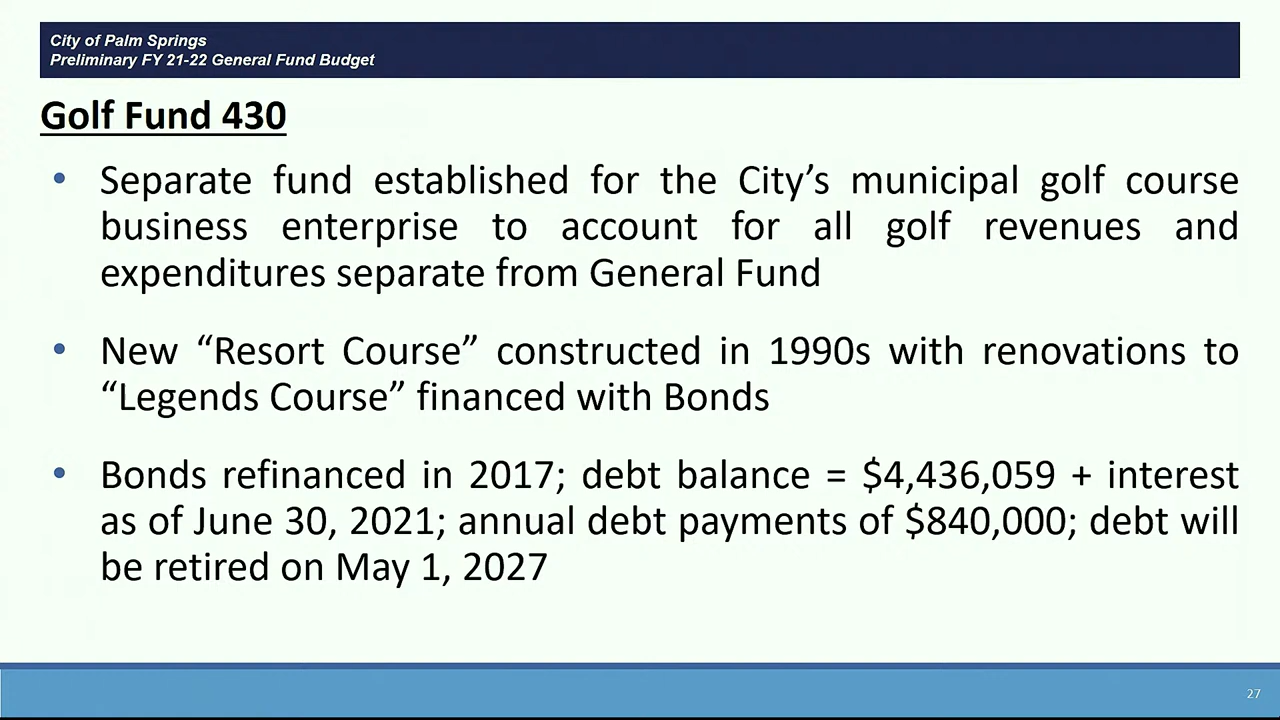 City of Palm Springs
Preliminary FY 21-22 General Fund Budget
Golf Fund 430
• Separate fund established for the City’s municipal golf course
business enterprise to account for all golf revenues and
expenditures separate from General Fund
• New “Resort Course” constructed in 1990s with renovations to
“Legends Course” financed with Bonds
• Bonds refinanced in 2017; debt balance = $4,436,059 + interest
as of June 30, 2021; annual debt payments of $840,000; debt will
be retired on May 1, 2027
27